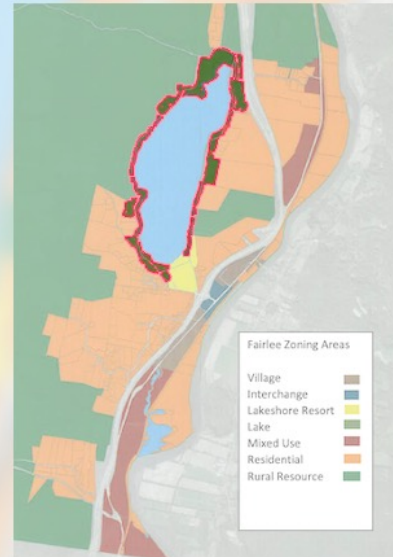 Fairlee Zoning Areas
Village
Interchange
Lakeshore Resort
Lake
Mixed Use
Residential
Rural Resource